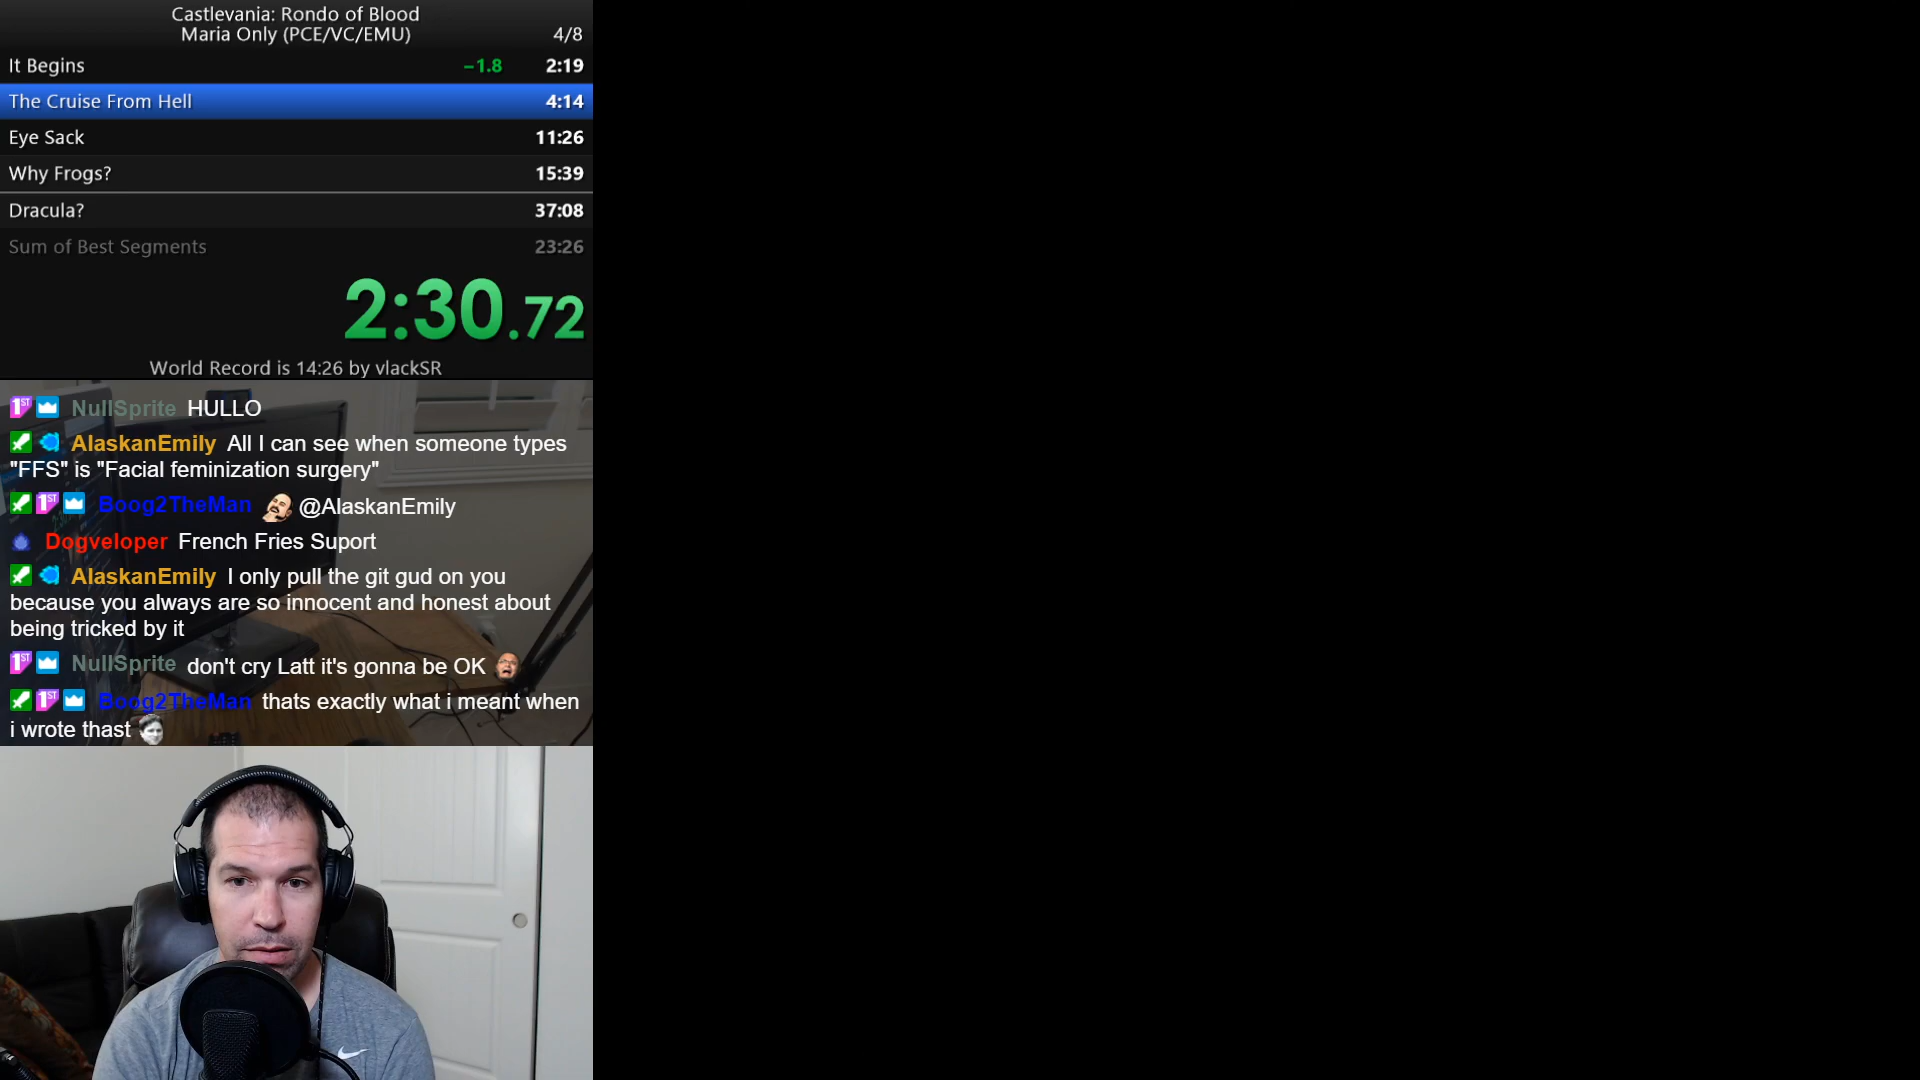 Castlevania: Rondo of Blood
Maria Only (PCE/VC/EMU) 4/8
It Begins −1.8 2:19
The Cruise From Hell 4:14
Eye Sack 11:26
Why Frogs? 15:39
Dracula? 37:08
Sum of Best Segments 23:26
2:30.72
World Record is 14:26 by vlackSR
1ST NullSprite HULLO
AlaskanEmily All I can see when someone types
"FFS" is "Facial feminization surgery"
1ST Boog2TheMan @AlaskanEmily
Dogveloper French Fries Suport
AlaskanEmily I only pull the git gud on you
because you always are so innocent and honest about
being tricked by it
1ST NullSprite don't cry Latt it's gonna be OK
1ST Boog2TheMan thats exactly what i meant when
i wrote thast